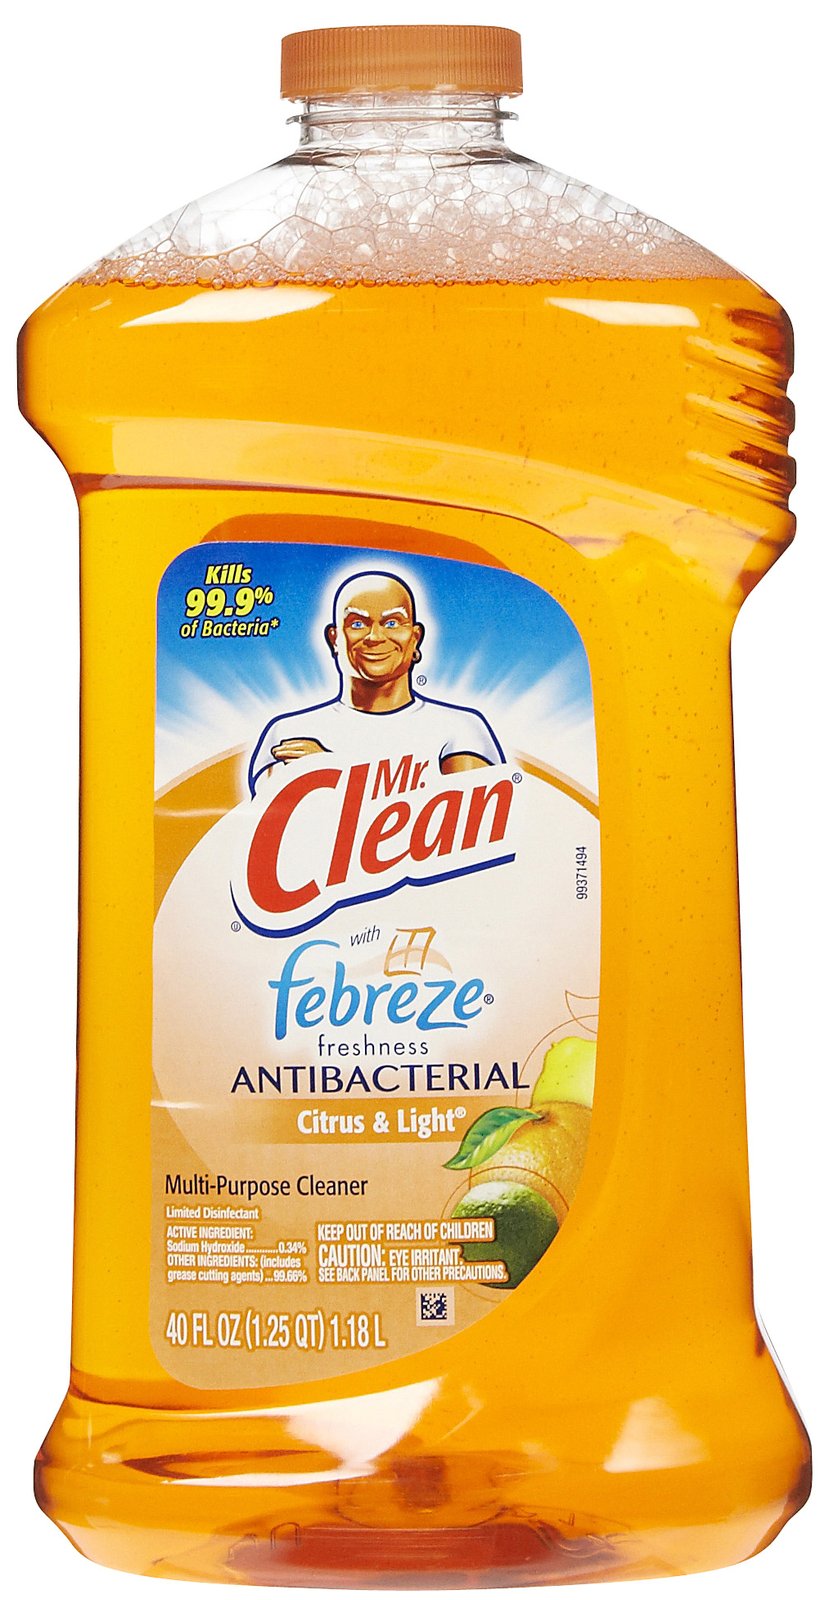 Kills
99.9%
of Bacteria*
®
Mr.
Clean®
®
99371494
with
febreze®
freshness
ANTIBACTERIAL
Citrus & Light®
Multi-Purpose Cleaner
Limited Disinfectant
ACTIVE INGREDIENT:
Sodium Hydroxide ............ 0.34%
OTHER INGREDIENTS: (includes
grease cutting agents) ... 99.66%
KEEP OUT OF REACH OF CHILDREN
CAUTION: EYE IRRITANT.
SEE BACK PANEL FOR OTHER PRECAUTIONS.
40 FL OZ (1.25 QT) 1.18 L